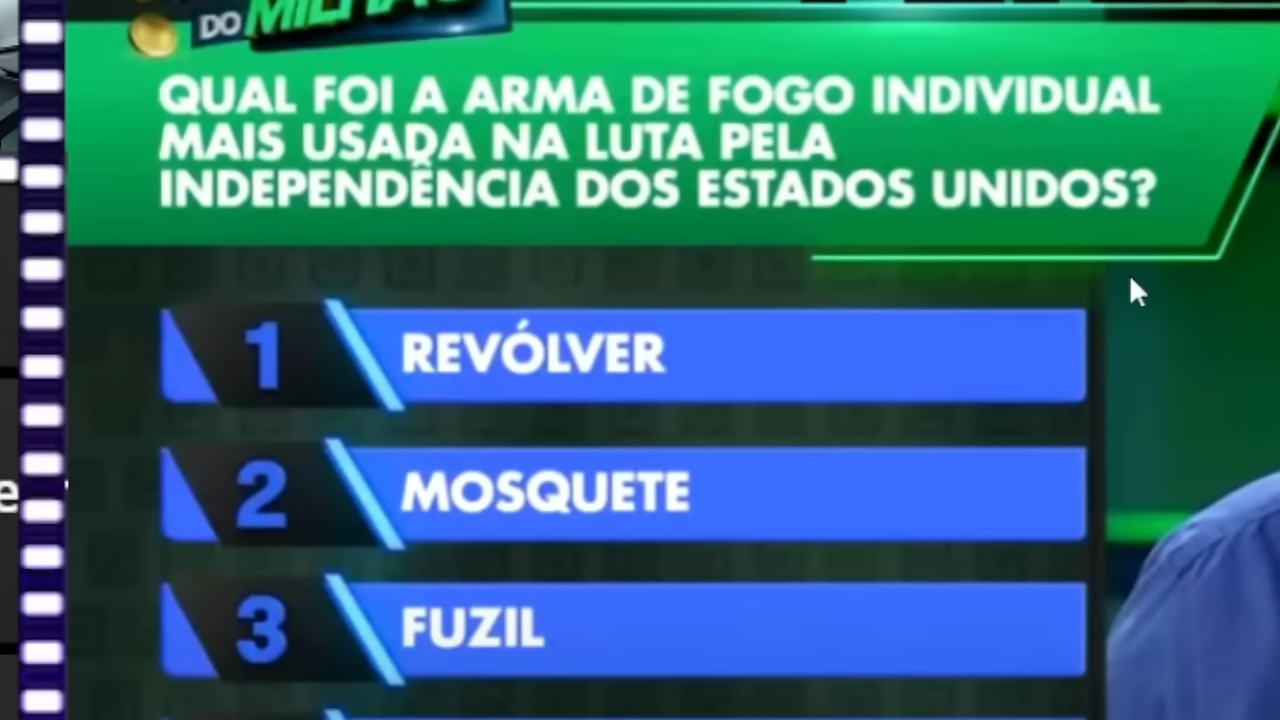 DO MILHÃO
QUAL FOI A ARMA DE FOGO INDIVIDUAL
MAIS USADA NA LUTA PELA
INDEPENDÊNCIA DOS ESTADOS UNIDOS?
1 REVÓLVER
2 MOSQUETE
3 FUZIL